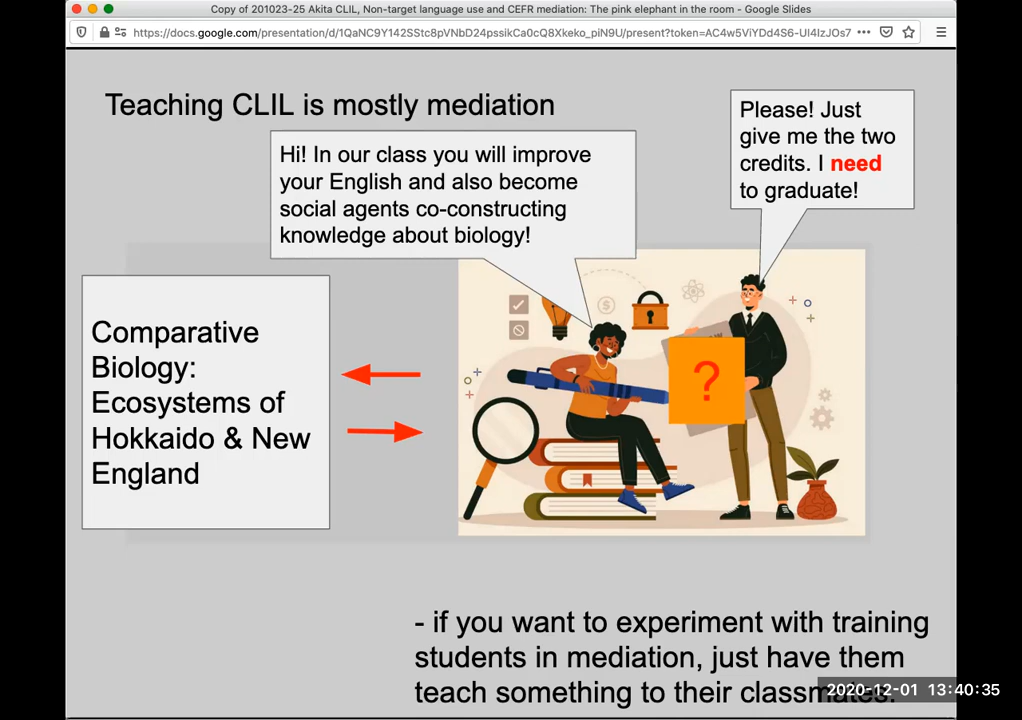 Copy of 201023-25 Akita CLIL, Non-target language use and CEFR mediation: The pink elephant in the room - Google Slides
https://docs.google.com/presentation/d/1QaNC9Y142SStc8pVNbD24pssikCa0cQ8Xkeko_piN9U/present?token=AC4w5ViYDd4S6-UI4IzJOs7
Teaching CLIL is mostly mediation
Hi! In our class you will improve
your English and also become
social agents co-constructing
knowledge about biology!
Please! Just
give me the two
credits. I need
to graduate!
Comparative
Biology:
Ecosystems of
Hokkaido & New
England
?
- if you want to experiment with training
students in mediation, just have them
teach something to their classmates.
2020-12-01 13:40:35